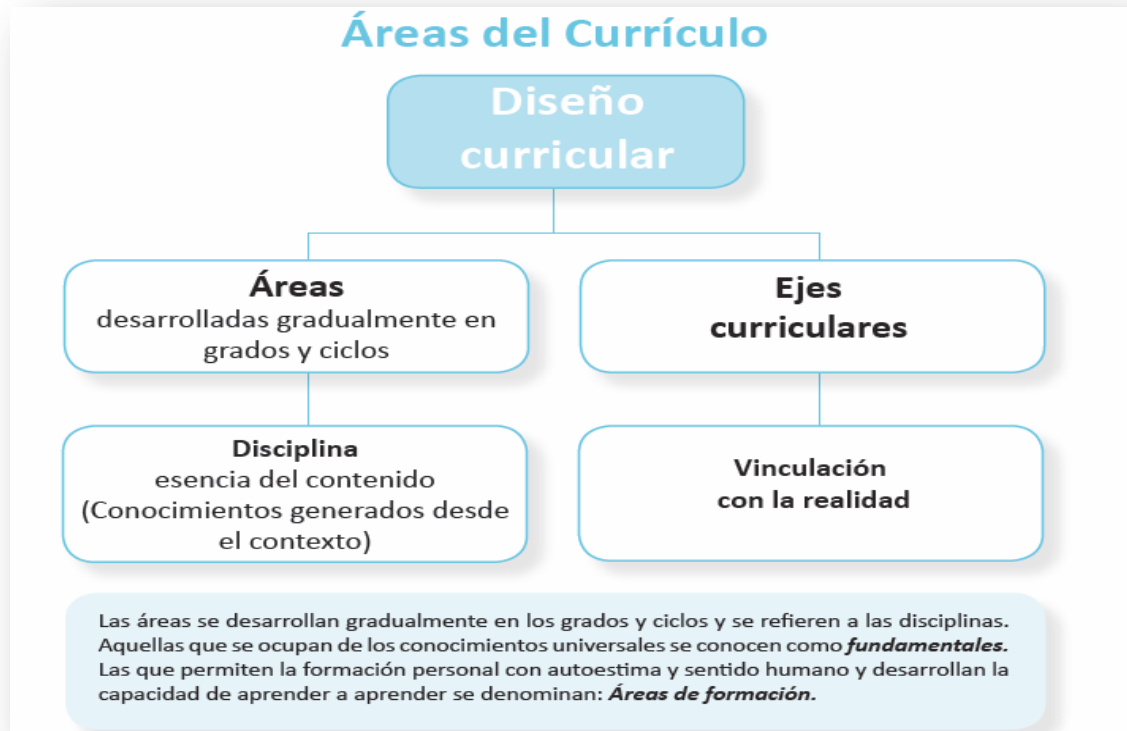 Áreas del Currículo
Diseño
curricular
Áreas
desarrolladas gradualmente en
grados y ciclos
Ejes
curriculares
Disciplina
esencia del contenido
(Conocimientos generados desde
el contexto)
Vinculación
con la realidad
Las áreas se desarrollan gradualmente en los grados y ciclos y se refieren a las disciplinas.
Aquellas que se ocupan de los conocimientos universales se conocen como fundamentales.
Las que permiten la formación personal con autoestima y sentido humano y desarrollan la
capacidad de aprender a aprender se denominan: Áreas de formación.